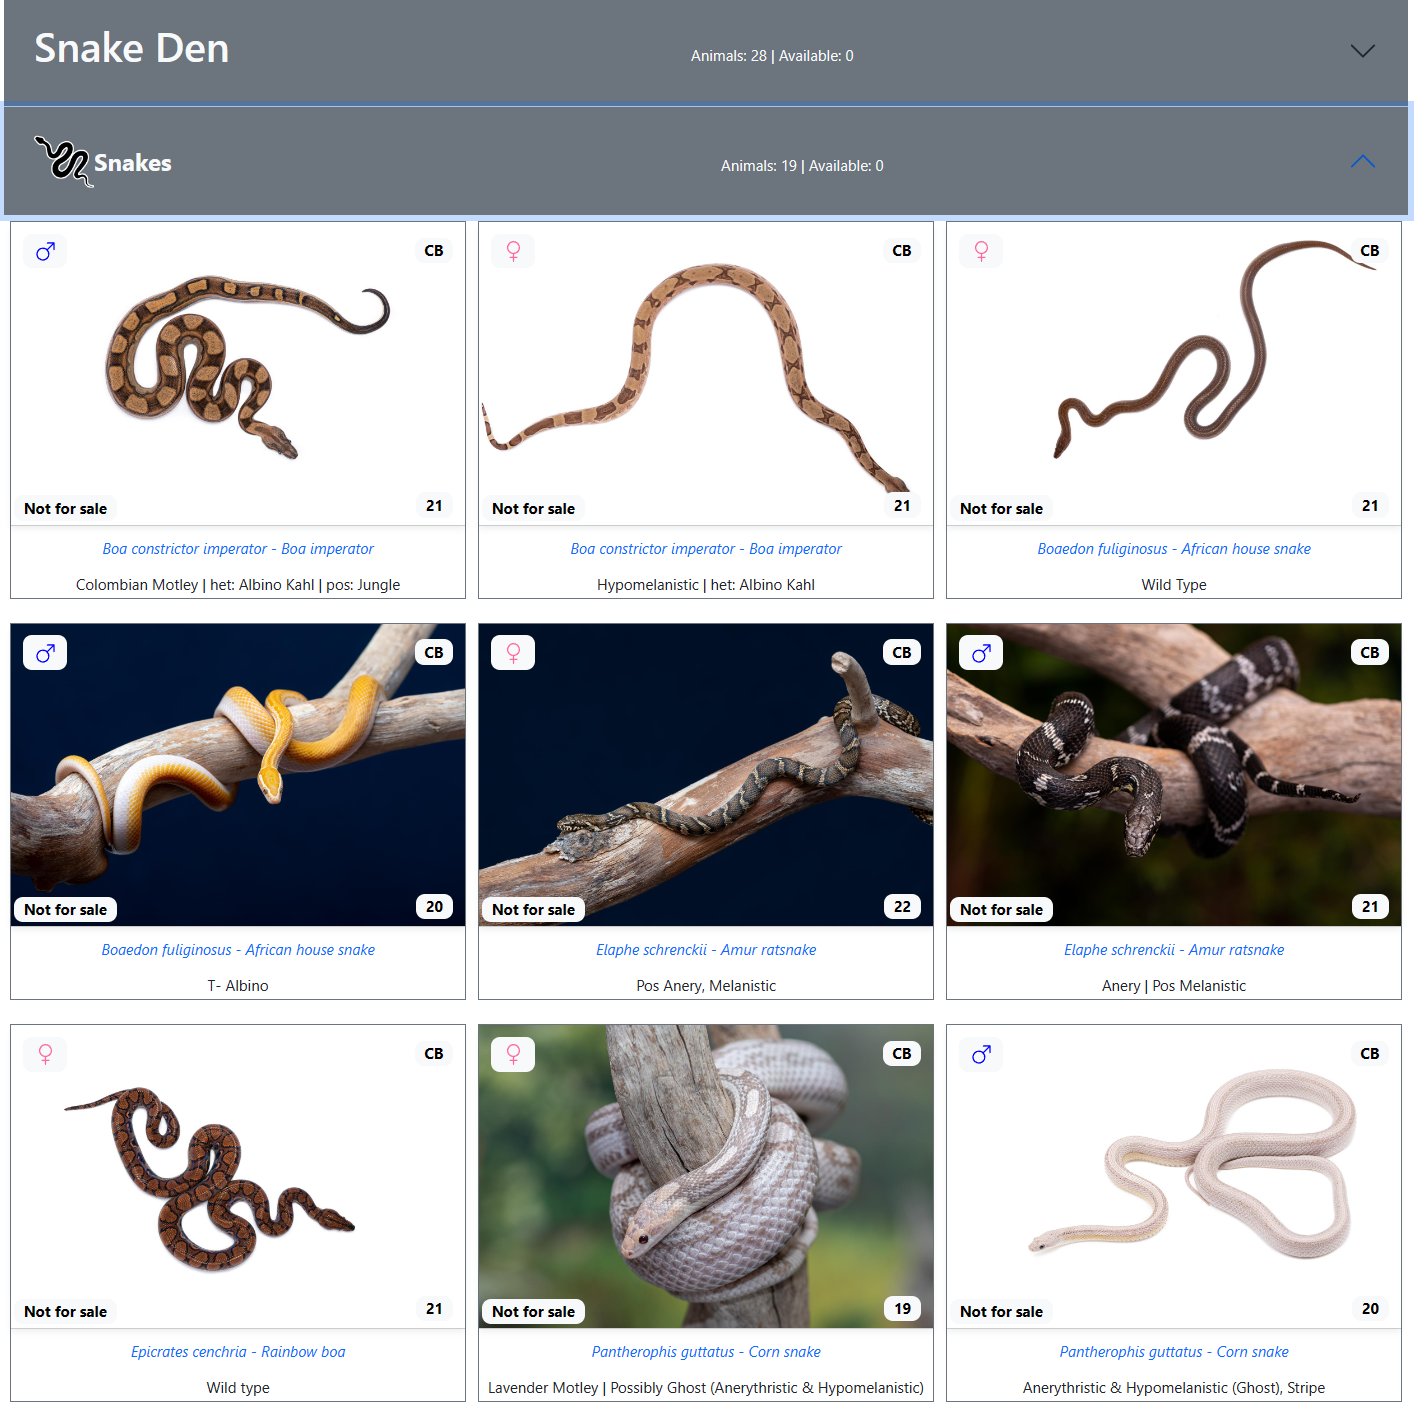 Snake Den
Animals: 28 | Available: 0
Snakes
Animals: 19 | Available: 0
CB
Not for sale
21
Boa constrictor imperator - Boa imperator
Colombian Motley | het: Albino Kahl | pos: Jungle
CB
Not for sale
21
Boa constrictor imperator - Boa imperator
Hypomelanistic | het: Albino Kahl
CB
Not for sale
21
Boaedon fuliginosus - African house snake
Wild Type
CB
Not for sale
20
Boaedon fuliginosus - African house snake
T- Albino
CB
Not for sale
22
Elaphe schrenckii - Amur ratsnake
Pos Anery, Melanistic
CB
Not for sale
21
Elaphe schrenckii - Amur ratsnake
Anery | Pos Melanistic
CB
Not for sale
21
Epicrates cenchria - Rainbow boa
Wild type
CB
Not for sale
19
Pantherophis guttatus - Corn snake
Lavender Motley | Possibly Ghost (Anerythristic & Hypomelanistic)
CB
Not for sale
20
Pantherophis guttatus - Corn snake
Anerythristic & Hypomelanistic (Ghost), Stripe